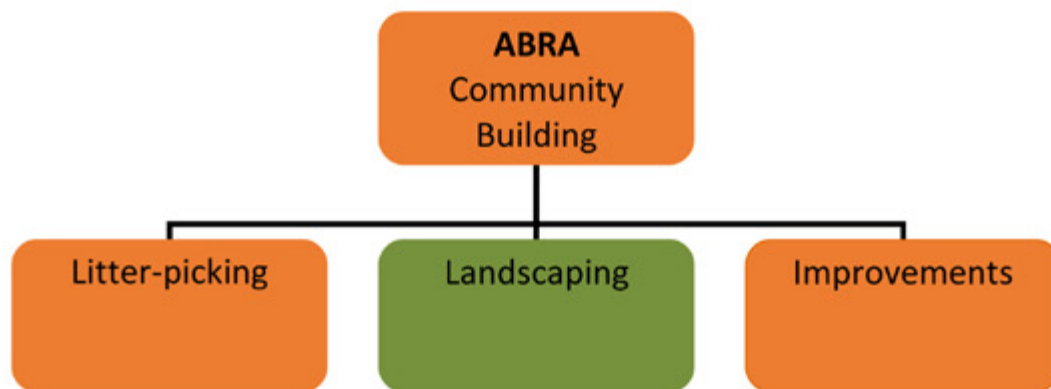 ABRA
Community
Building
Litter-picking
Landscaping
Improvements